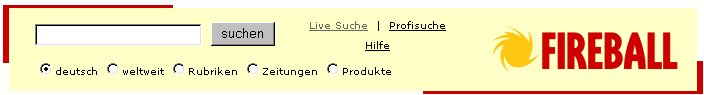 suchen Live Suche | Profisuche
Hilfe
FIREBALL
deutsch weltweit Rubriken Zeitungen Produkte